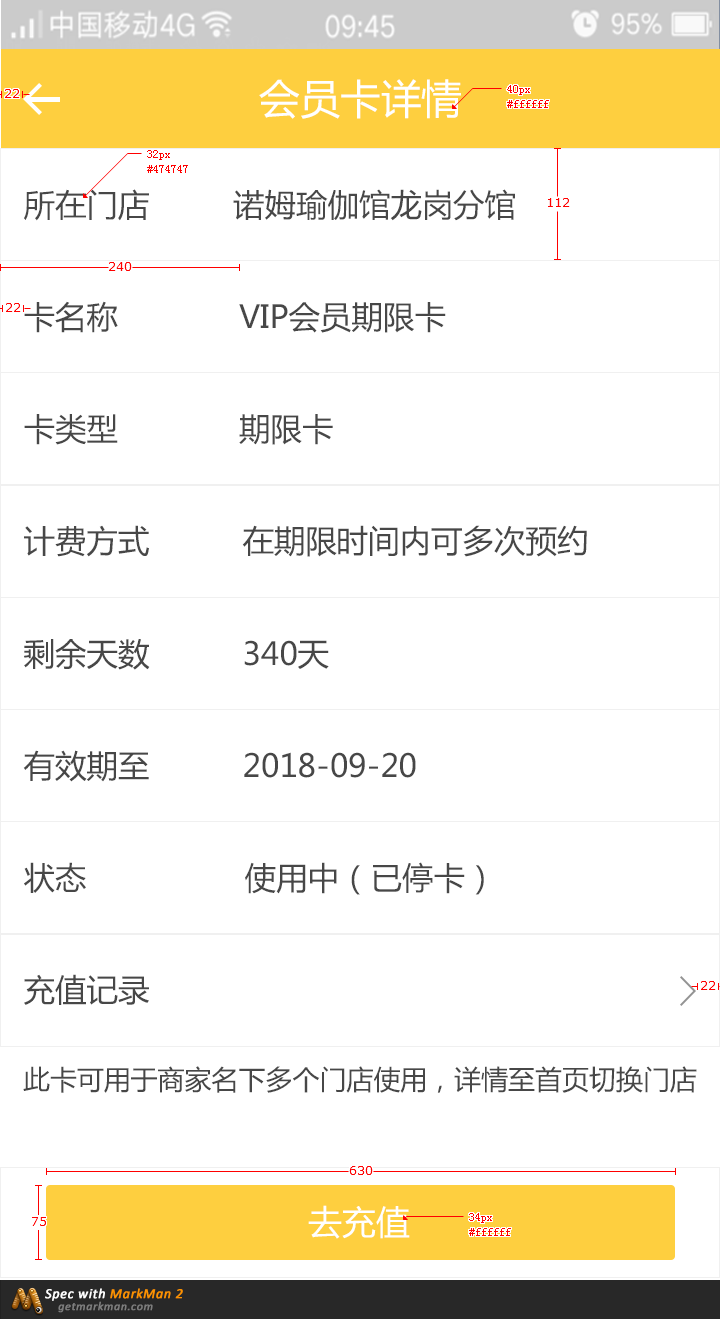 中国移动4G 09:45 95%
22 会员卡详情 40px
#ffffff
32px
#474747
所在门店 诺姆瑜伽馆龙岗分馆 112
240
22 卡名称 VIP会员期限卡
卡类型 期限卡
计费方式 在期限时间内可多次预约
剩余天数 340天
有效期至 2018-09-20
状态 使用中（已停卡）
充值记录 22
此卡可用于商家名下多个门店使用，详情至首页切换门店
630
75 去充值 34px
#ffffff
Spec with MarkMan 2
getmarkman.com